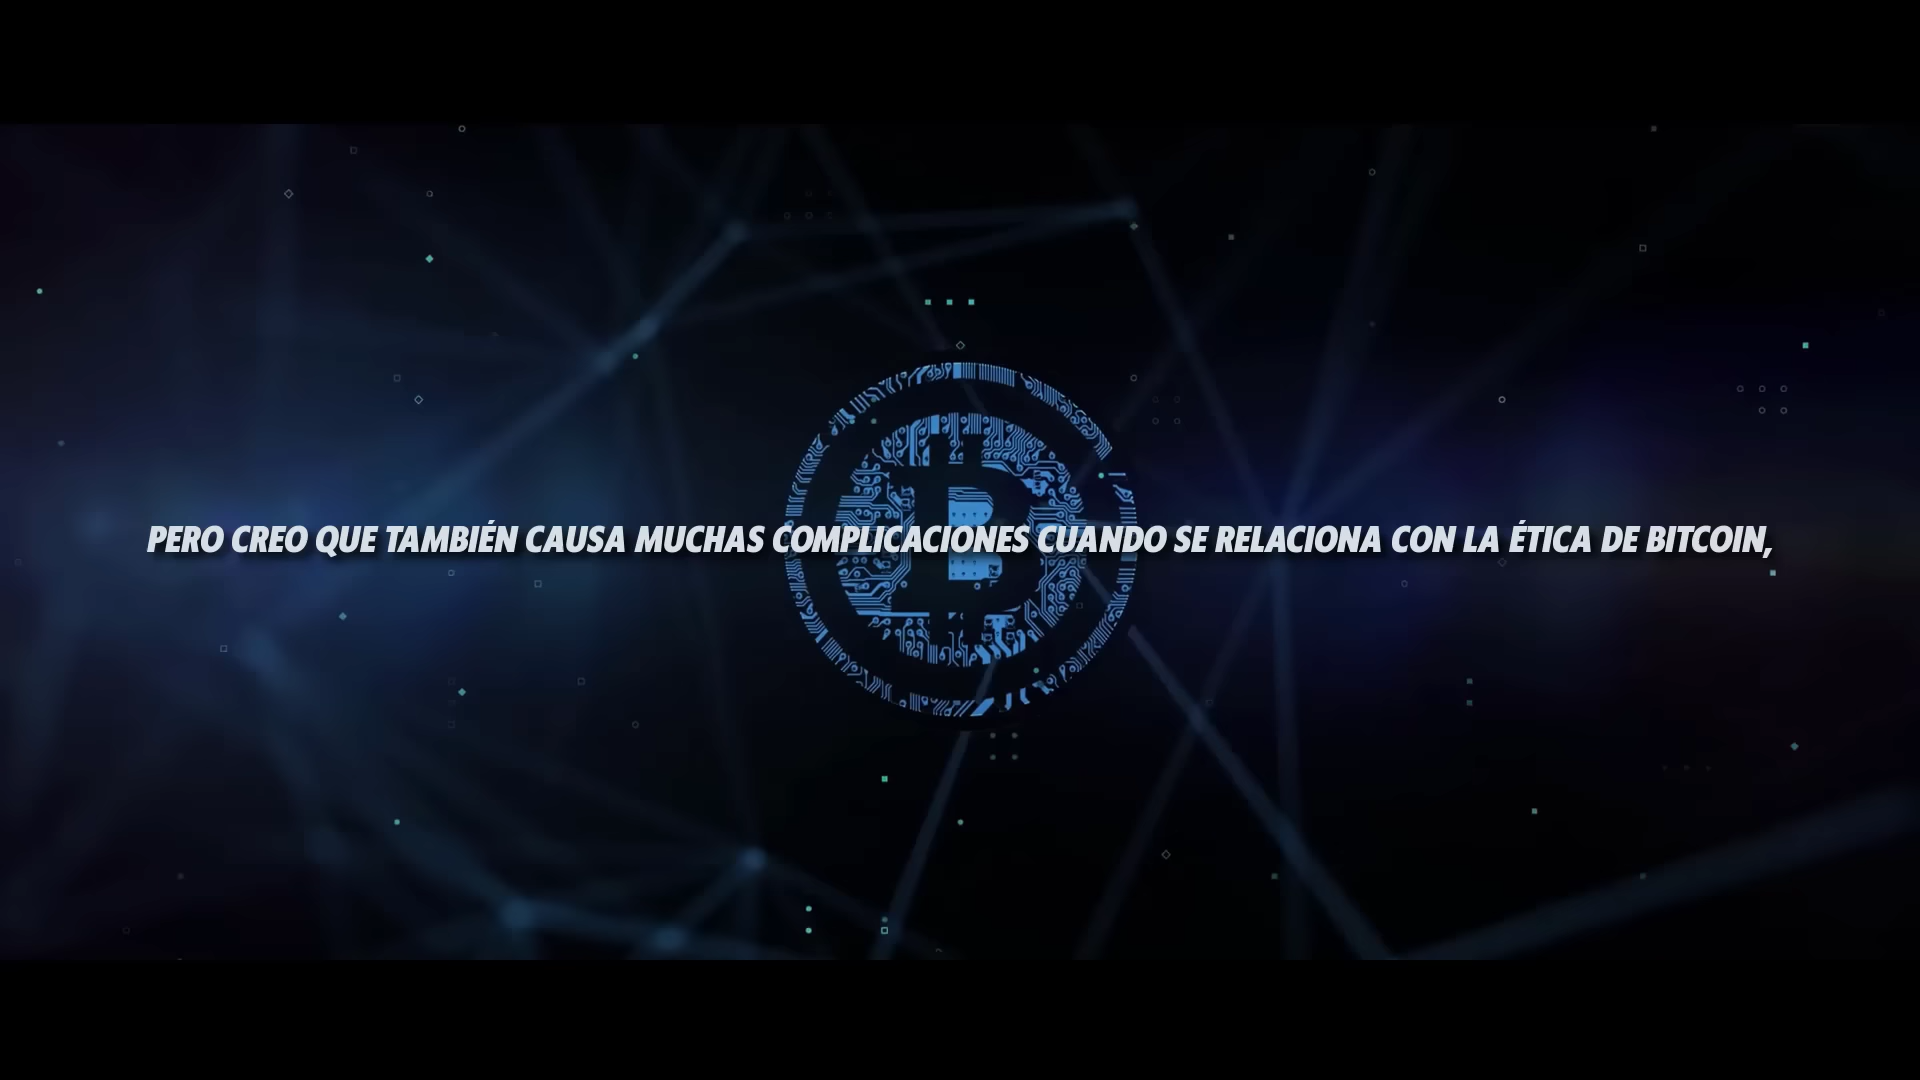 PERO CREO QUE TAMBIÉN CAUSA MUCHAS COMPLICACIONES CUANDO SE RELACIONA CON LA ÉTICA DE BITCOIN,